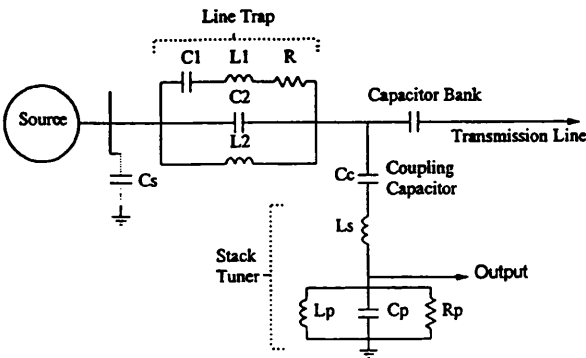 Line Trap
C1 L1 R
C2
L2
Source
Cs
Capacitor Bank
Transmission Line
Cc
Coupling
Capacitor
Ls
Stack
Tuner
Output
Lp Cp Rp